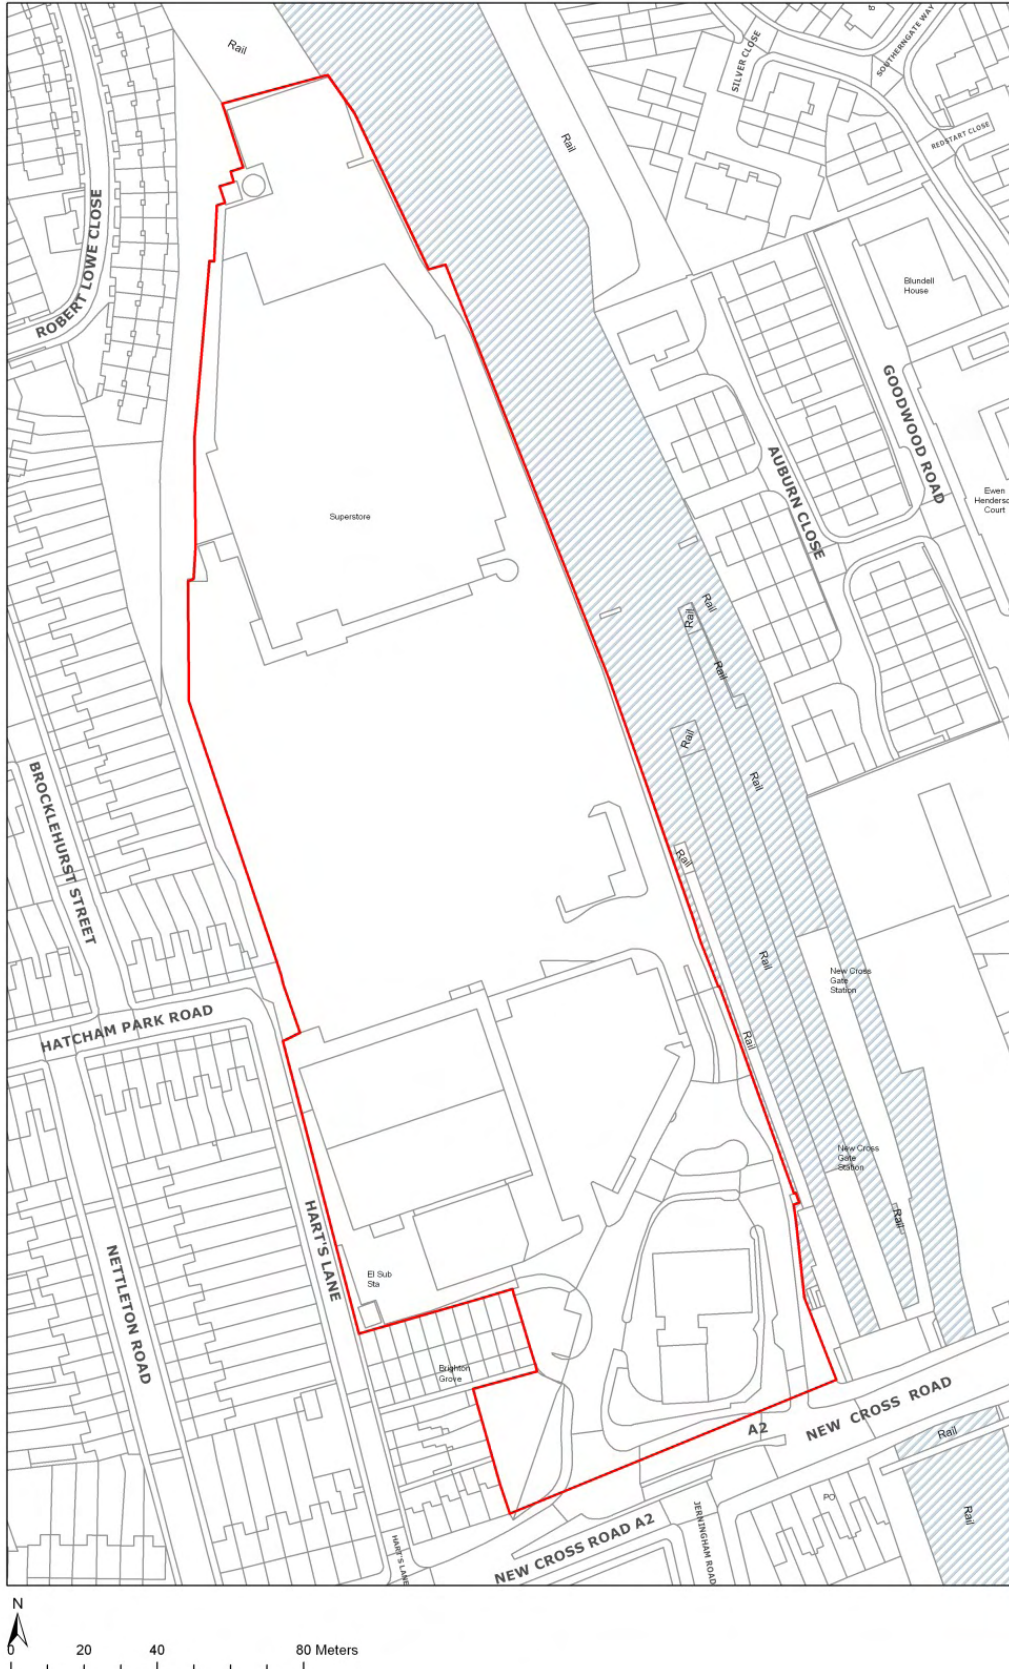 Rail
Rail
SILVER CLOSE
SOUTHERNGATE WAY
REDSTART CLOSE
ROBERT LOWE CLOSE
Blundell
House
GOODWOOD ROAD
AUBURN CLOSE
Ewen
Henderso
Court
Superstore
Rail
Rail
Rail
Rail
Rail
BROCKLEHURST STREET
Rail
Rail
New Cross
Gate
Station
HATCHAM PARK ROAD
Rail
New Cross
Gate
Station
Rail
HART'S LANE
NETTLETON ROAD
El Sub
Sta
Brighton
Grove
A2
NEW CROSS ROAD
Rail
PO
Rail
JERNINGHAM ROAD
NEW CROSS ROAD A2
HART'S LANE
N
0 20 40 80 Meters